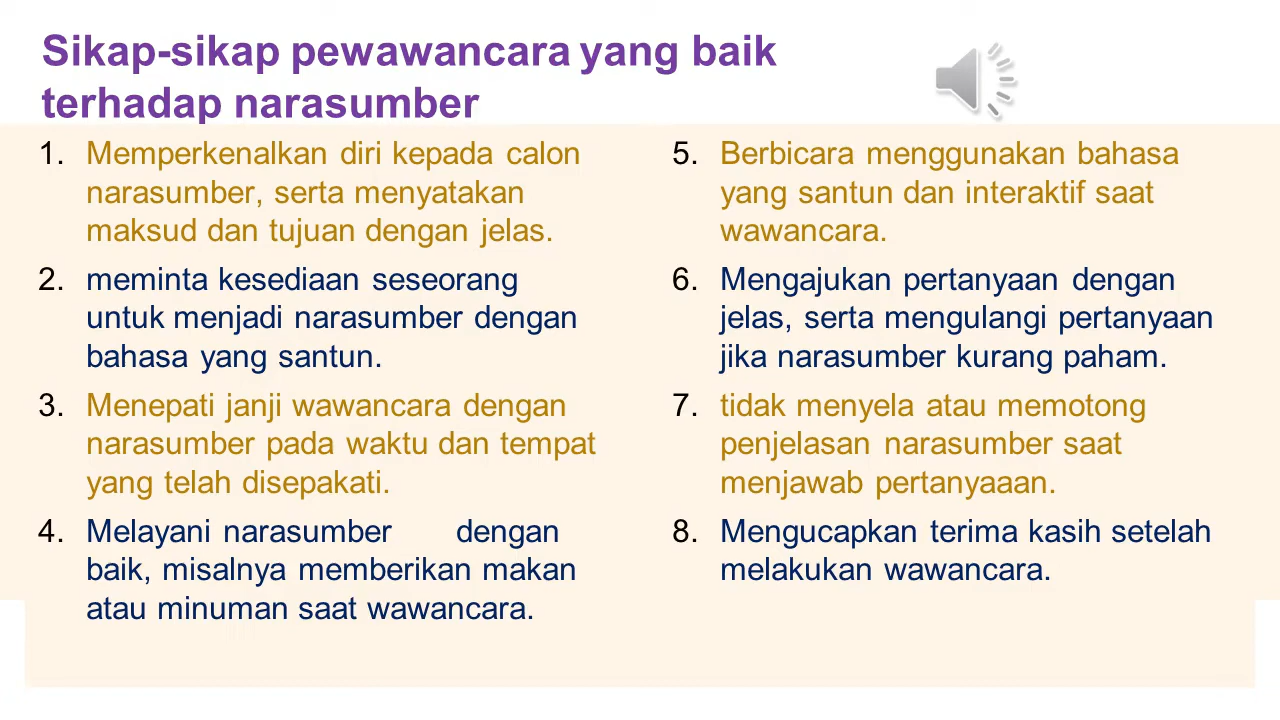 Sikap-sikap pewawancara yang baik
terhadap narasumber
1. Memperkenalkan diri kepada calon
narasumber, serta menyatakan
maksud dan tujuan dengan jelas.
2. meminta kesediaan seseorang
untuk menjadi narasumber dengan
bahasa yang santun.
3. Menepati janji wawancara dengan
narasumber pada waktu dan tempat
yang telah disepakati.
4. Melayani narasumber dengan
baik, misalnya memberikan makan
atau minuman saat wawancara.
5. Berbicara menggunakan bahasa
yang santun dan interaktif saat
wawancara.
6. Mengajukan pertanyaan dengan
jelas, serta mengulangi pertanyaan
jika narasumber kurang paham.
7. tidak menyela atau memotong
penjelasan narasumber saat
menjawab pertanyaaan.
8. Mengucapkan terima kasih setelah
melakukan wawancara.